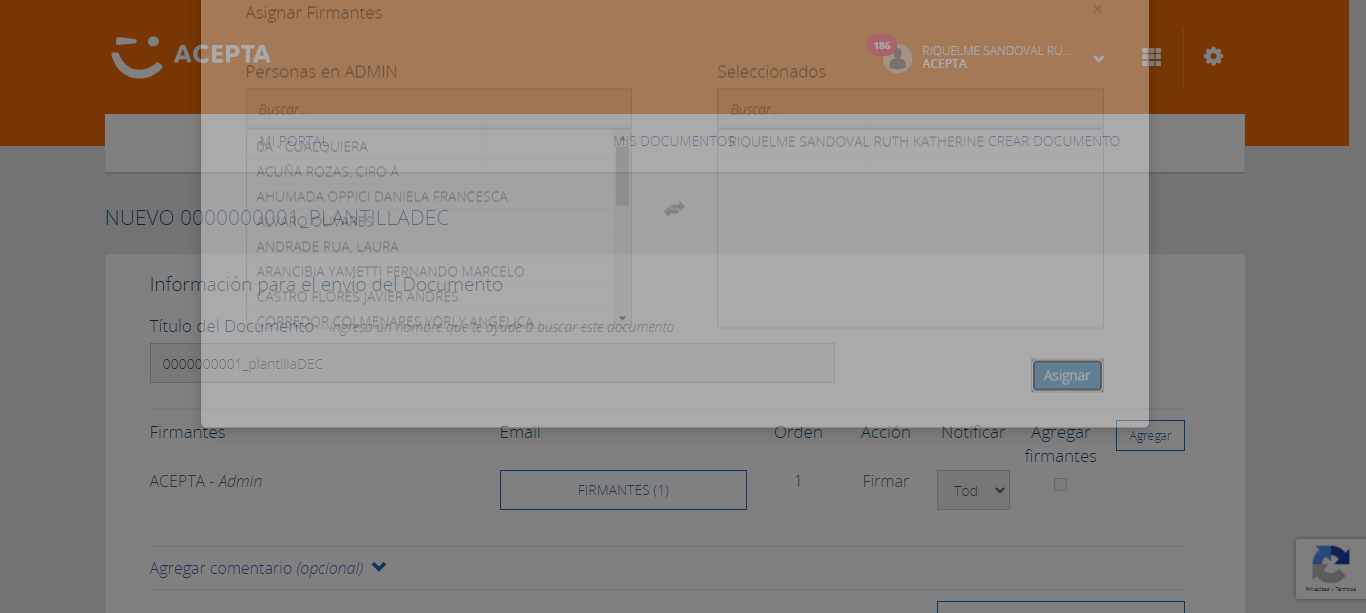 Asignar Firmantes
×
ACEPTA
186
RIQUELME SANDOVAL RU...
ACEPTA
Personas en ADMIN
Seleccionados
Buscar...
Buscar...
MI PORTAL
MIS DOCUMENTOS
CREAR DOCUMENTO
0A - CUALQUIERA
RIQUELME SANDOVAL RUTH KATHERINE
ACUÑA ROZAS, CIRO A
AHUMADA OPPICI DANIELA FRANCESCA
NUEVO 0000000001_PLANTILLADEC
ALVARO OLIVARES
ANDRADE RUA, LAURA
ARANCIBIA YAMETTI FERNANDO MARCELO
Información para el envío del Documento
CASTRO FLORES JAVIER ANDRES
CORREDOR COLMENARES YORLY ANGELICA
Título del Documento - Ingresa un nombre que te ayude a buscar este documento
0000000001_plantillaDEC
Asignar
Firmantes
Email
Orden
Acción
Notificar
Agregar firmantes
Agregar
ACEPTA - Admin
FIRMANTES (1)
1
Firmar
Tod
Agregar comentario (opcional)
Privacidad - Términos